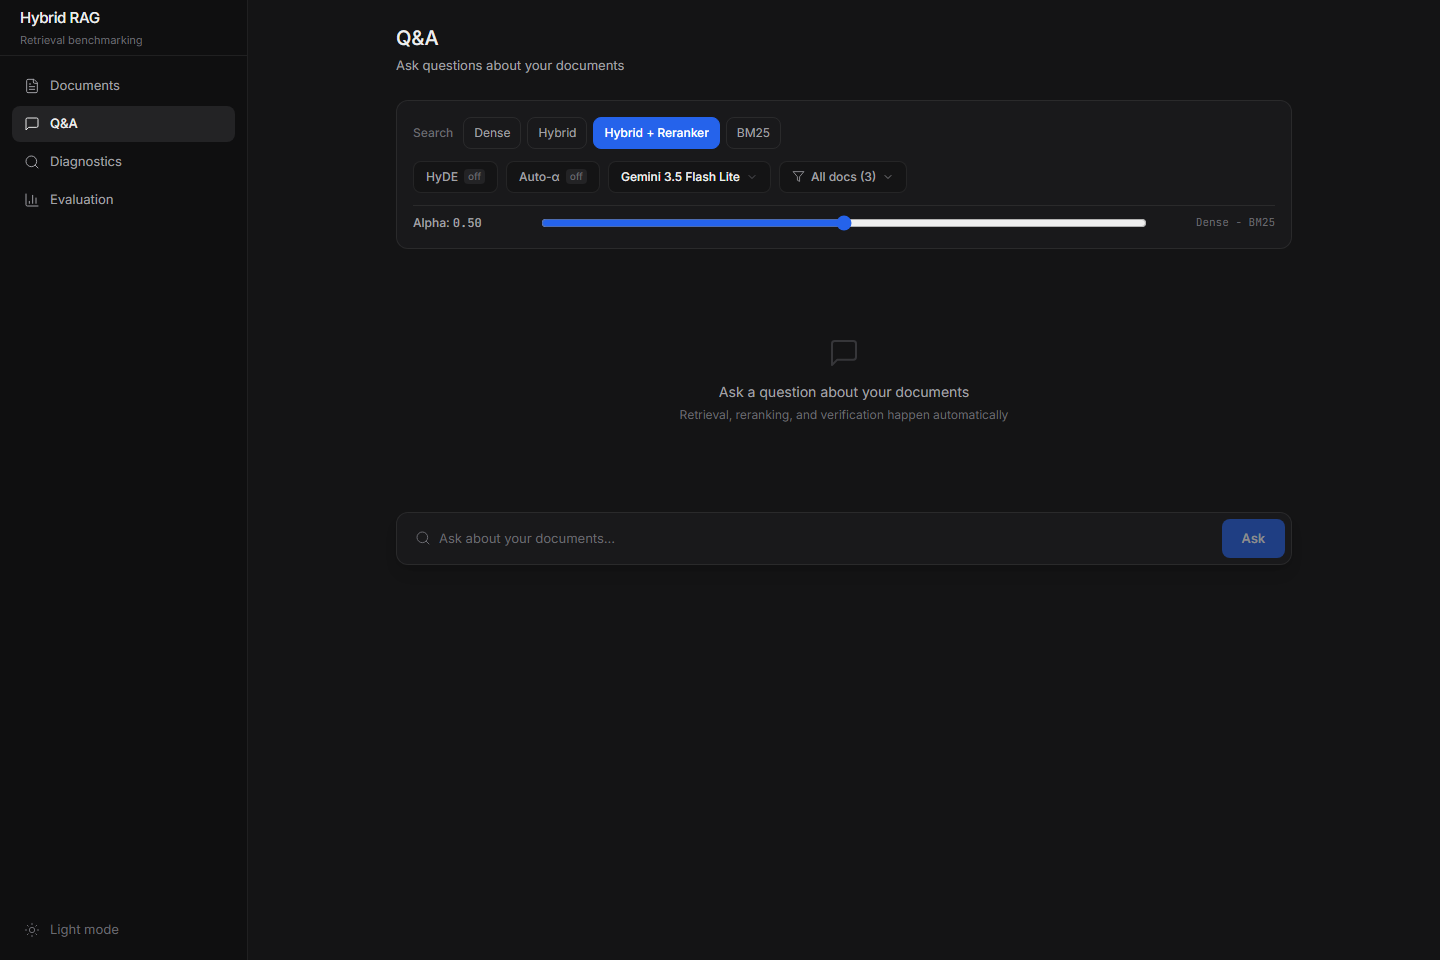 Hybrid RAG
Retrieval benchmarking
Documents
Q&A
Diagnostics
Evaluation
Light mode
Q&A
Ask questions about your documents
Search Dense Hybrid Hybrid + Reranker BM25
HyDE off Auto-α off Gemini 3.5 Flash Lite All docs (3)
Alpha: 0.50 Dense - BM25
Ask a question about your documents
Retrieval, reranking, and verification happen automatically
Ask about your documents... Ask